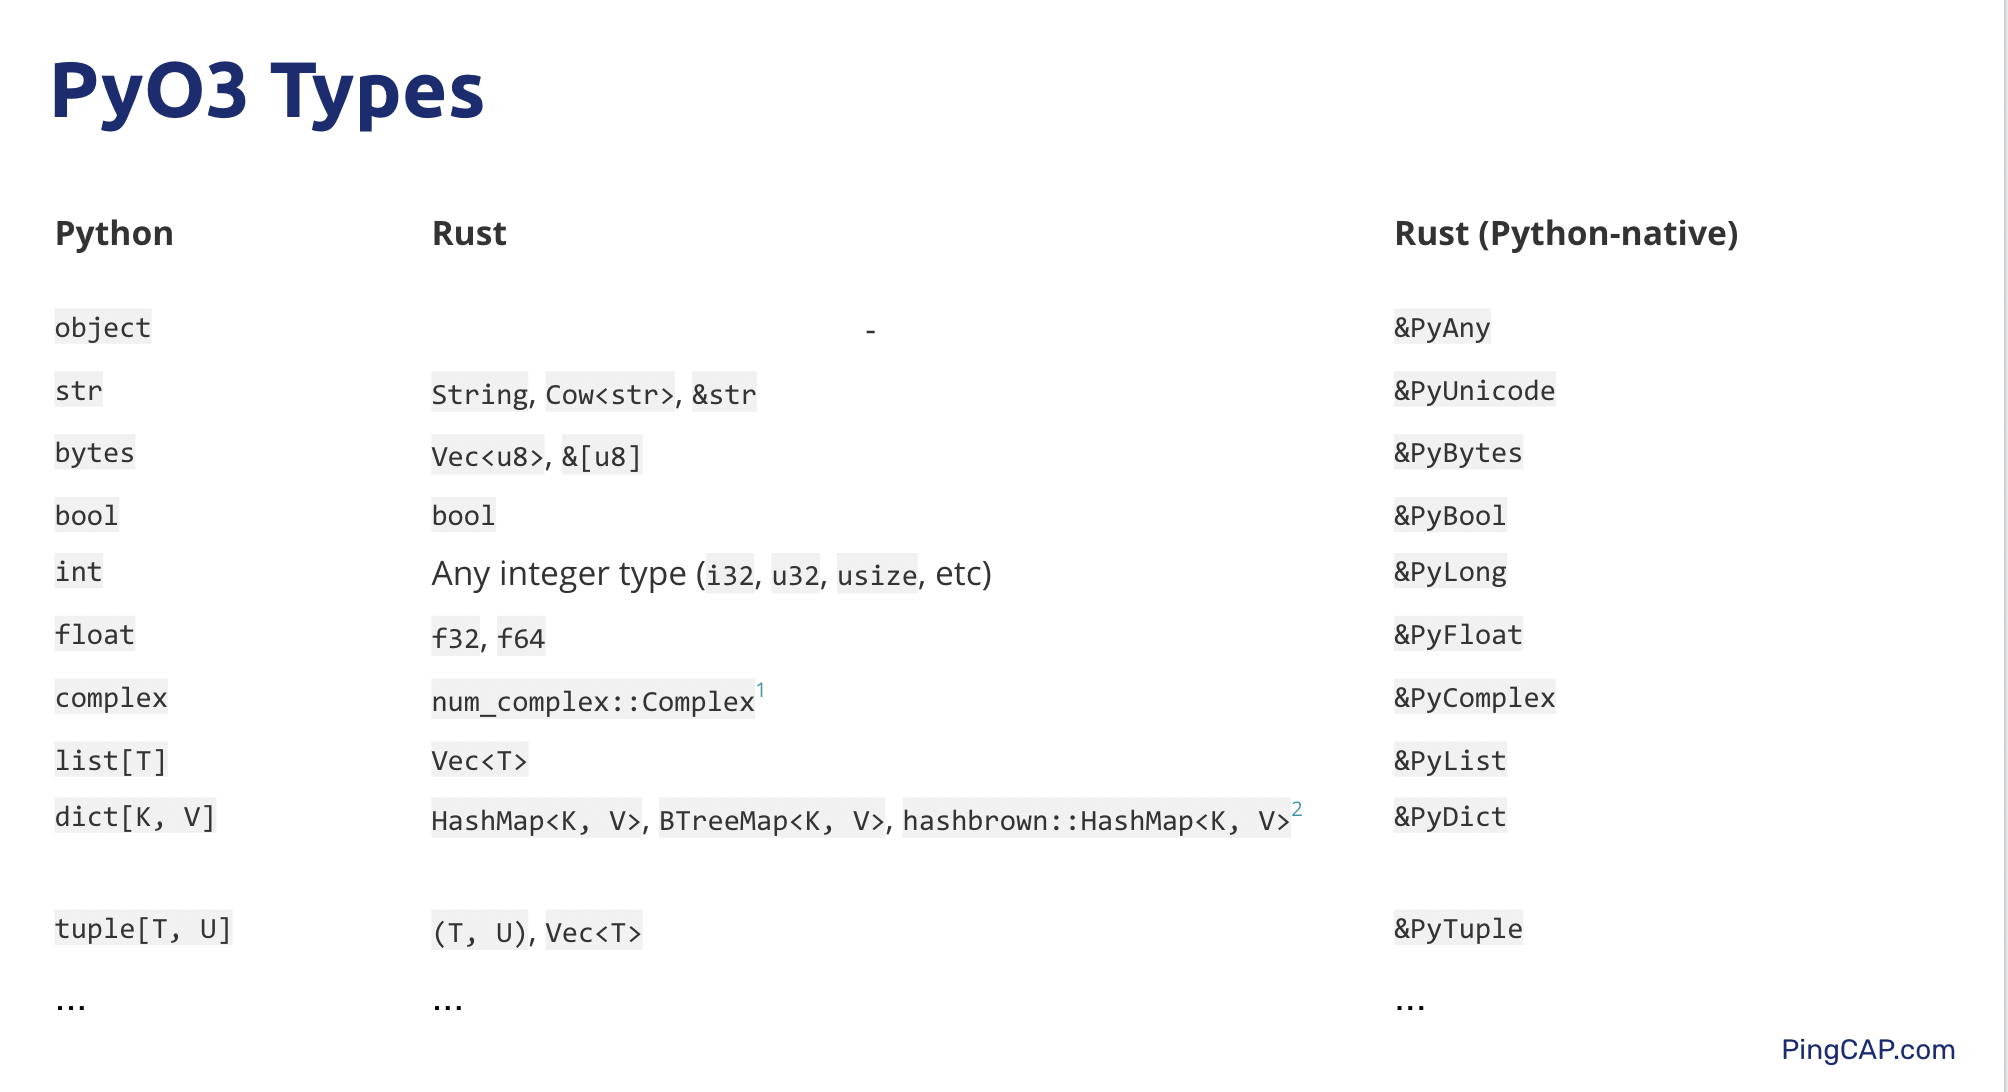 PyO3 Types
Python Rust Rust (Python-native)
object - &PyAny
str String, Cow<str>, &str &PyUnicode
bytes Vec<u8>, &[u8] &PyBytes
bool bool &PyBool
int Any integer type (i32, u32, usize, etc) &PyLong
float f32, f64 &PyFloat
complex num_complex::Complex1 &PyComplex
list[T] Vec<T> &PyList
dict[K, V] HashMap<K, V>, BTreeMap<K, V>, hashbrown::HashMap<K, V>2 &PyDict
tuple[T, U] (T, U), Vec<T> &PyTuple
... ... ...
PingCAP.com